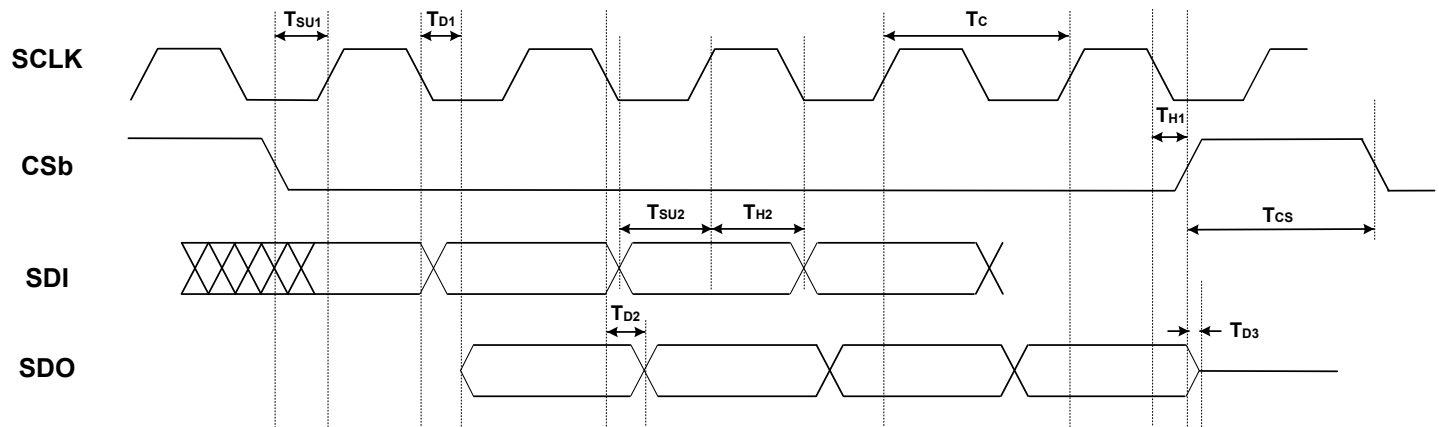 TSU1 TD1 TC
SCLK
TH1
CSb
TSU2 TH2 TCS
SDI
TD2 TD3
SDO